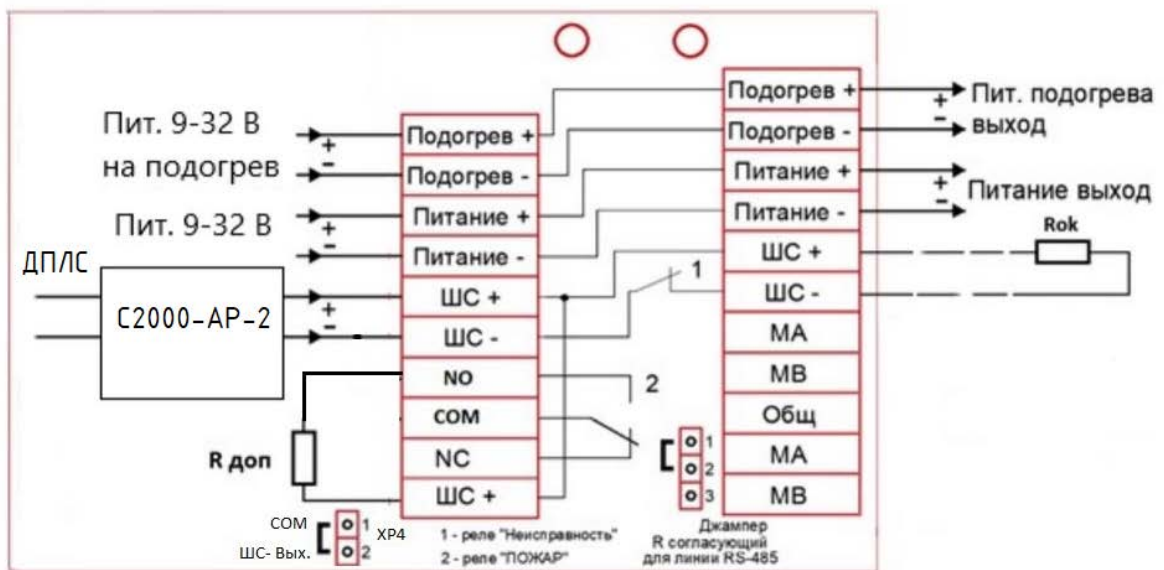 Пит. 9-32 В
на подогрев
+
-
Пит. 9-32 В
+
-
ДПЛС
С2000-АР-2
+
-
R доп
Подогрев +
Подогрев -
Питание +
Питание -
ШС +
ШС -
NO
COM
NC
ШС +
1
2
COM
ШС- Вых.
1
2
XP4
1 - реле "Неисправность"
2 - реле "ПОЖАР"
1
2
3
Джампер
R согласующий
для линии RS-485
Подогрев +
Подогрев -
Питание +
Питание -
ШС +
ШС -
МА
МВ
Общ
МА
МВ
+
-
Пит. подогрева
выход
+
-
Питание выход
Rok